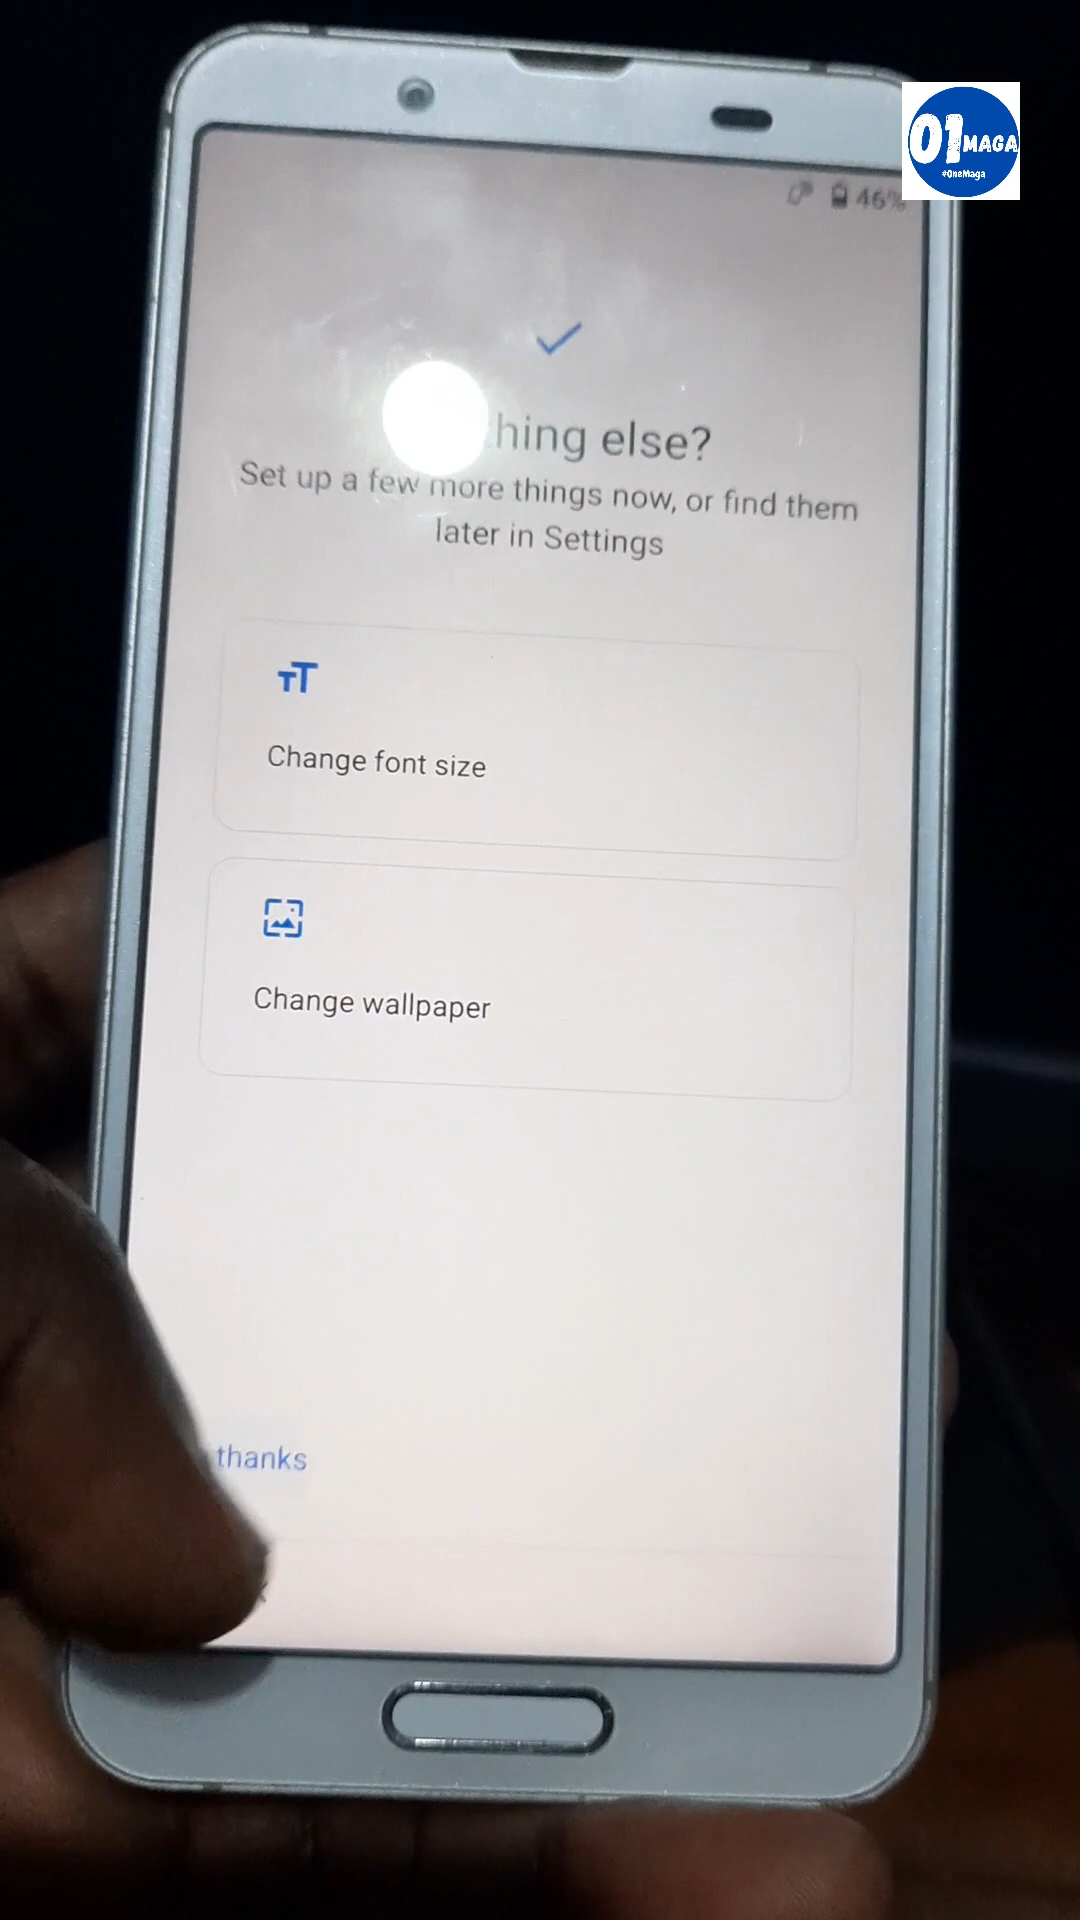 01 MAGA
#OneMaga
46%
hing else?
Set up a few more things now, or find them
later in Settings
Change font size
Change wallpaper
thanks